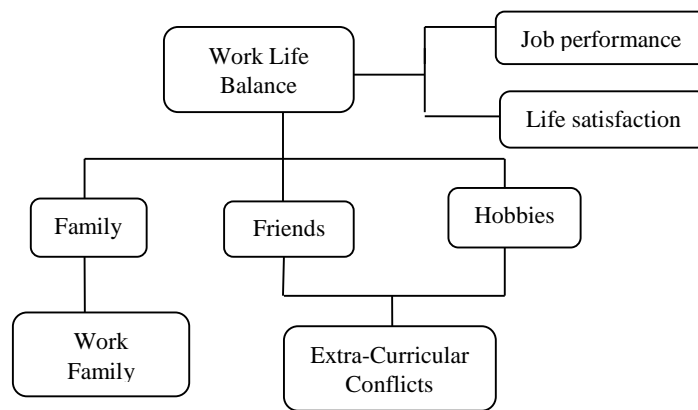 Work Life
Balance
Job performance
Life satisfaction
Family
Friends
Hobbies
Work
Family
Extra-Curricular
Conflicts